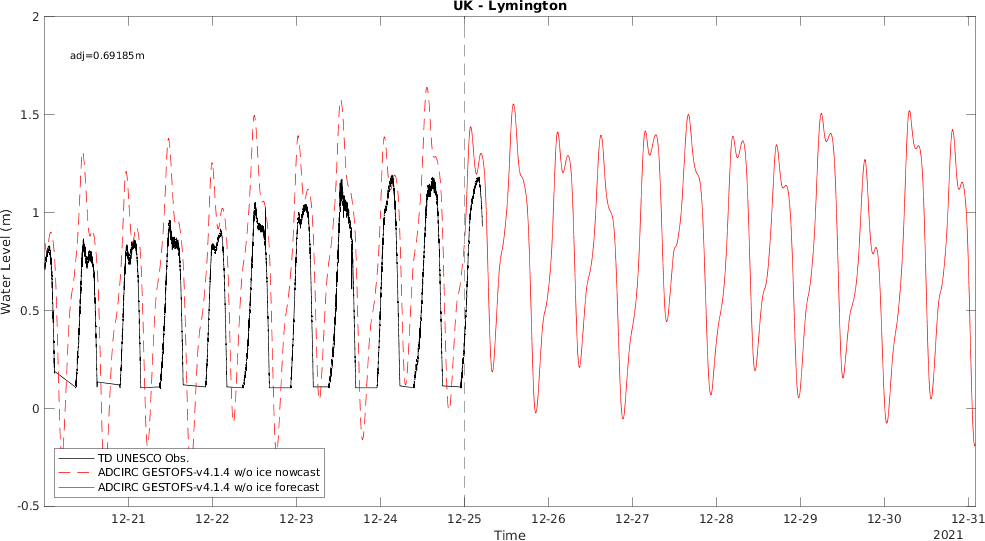 UK - Lymington
2
adj=0.69185m
1.5
1
0.5
0
-0.5
Water Level (m)
TD UNESCO Obs.
ADCIRC GESTOFS-v4.1.4 w/o ice nowcast
ADCIRC GESTOFS-v4.1.4 w/o ice forecast
12-21 12-22 12-23 12-24 12-25 12-26 12-27 12-28 12-29 12-30 12-31
Time
2021